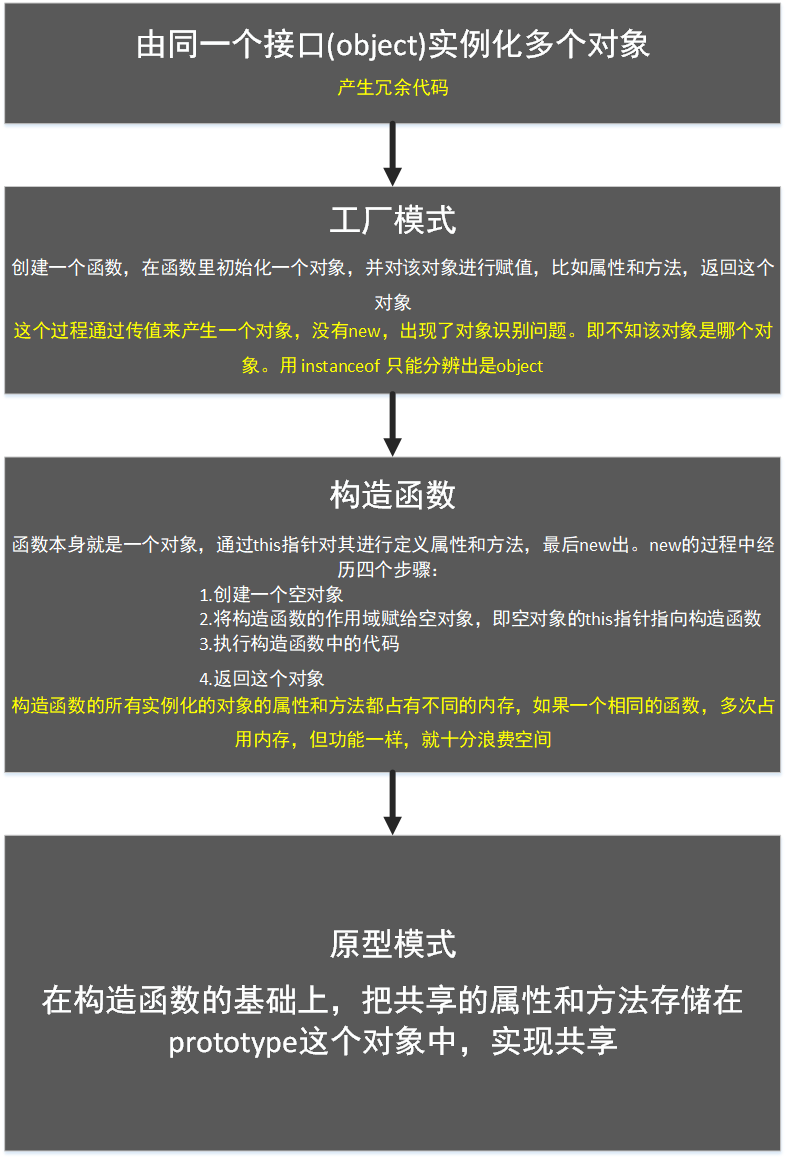 由同一个接口(object)实例化多个对象
产生冗余代码
工厂模式
创建一个函数，在函数里初始化一个对象，并对该对象进行赋值，比如属性和方法，返回这个
对象
这个过程通过传值来产生一个对象，没有new，出现了对象识别问题。即不知该对象是哪个对
象。用 instanceof 只能分辨出是object
构造函数
函数本身就是一个对象，通过this指针对其进行定义属性和方法，最后new出。new的过程中经
历四个步骤：
1.创建一个空对象
2.将构造函数的作用域赋给空对象，即空对象的this指针指向构造函数
3.执行构造函数中的代码
4.返回这个对象
构造函数的所有实例化的对象的属性和方法都占有不同的内存，如果一个相同的函数，多次占
用内存，但功能一样，就十分浪费空间
原型模式
在构造函数的基础上，把共享的属性和方法存储在
prototype这个对象中，实现共享